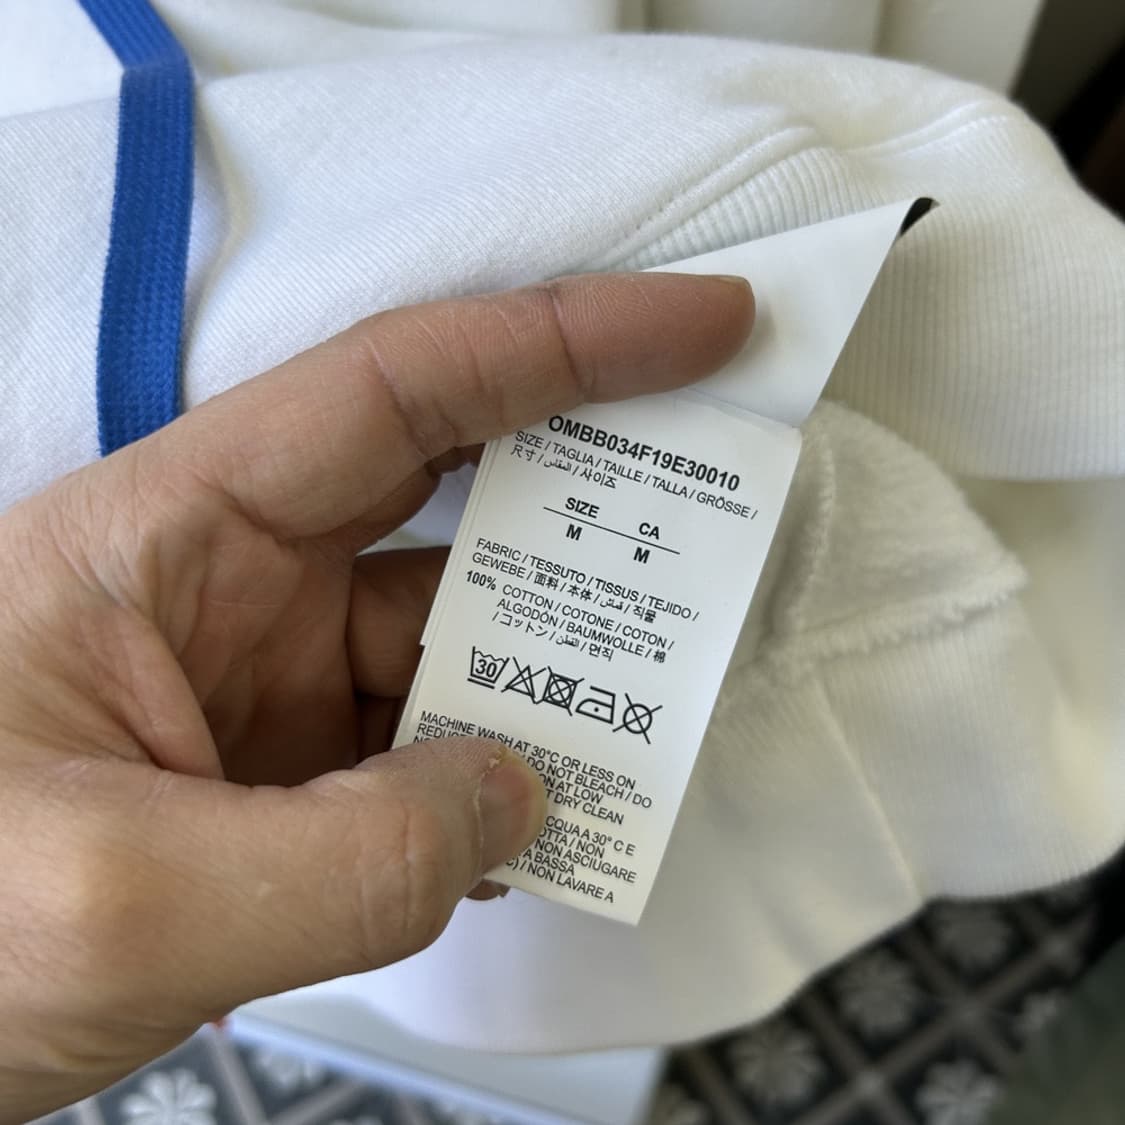 OMBB034F19E30010
SIZE / TAGLIA / TAILLE / TALLA / GRÖSSE /
尺寸 / المقاس / 사이즈
SIZE CA
M M
FABRIC / TESSUTO / TISSUS / TEJIDO /
GEWEBE / 面料 / 本体 / قماش / 직물
100% COTTON / COTONE / COTON /
ALGODÓN / BAUMWOLLE / 棉
/ コットン / القطن / 면직
30
MACHINE WASH AT 30°C OR LESS ON
/ DO NOT BLEACH / DO
AT LOW
DRY CLEAN
A 30° C E
/ NON
NON ASCIUGARE
A BASSA
/ NON LAVARE A